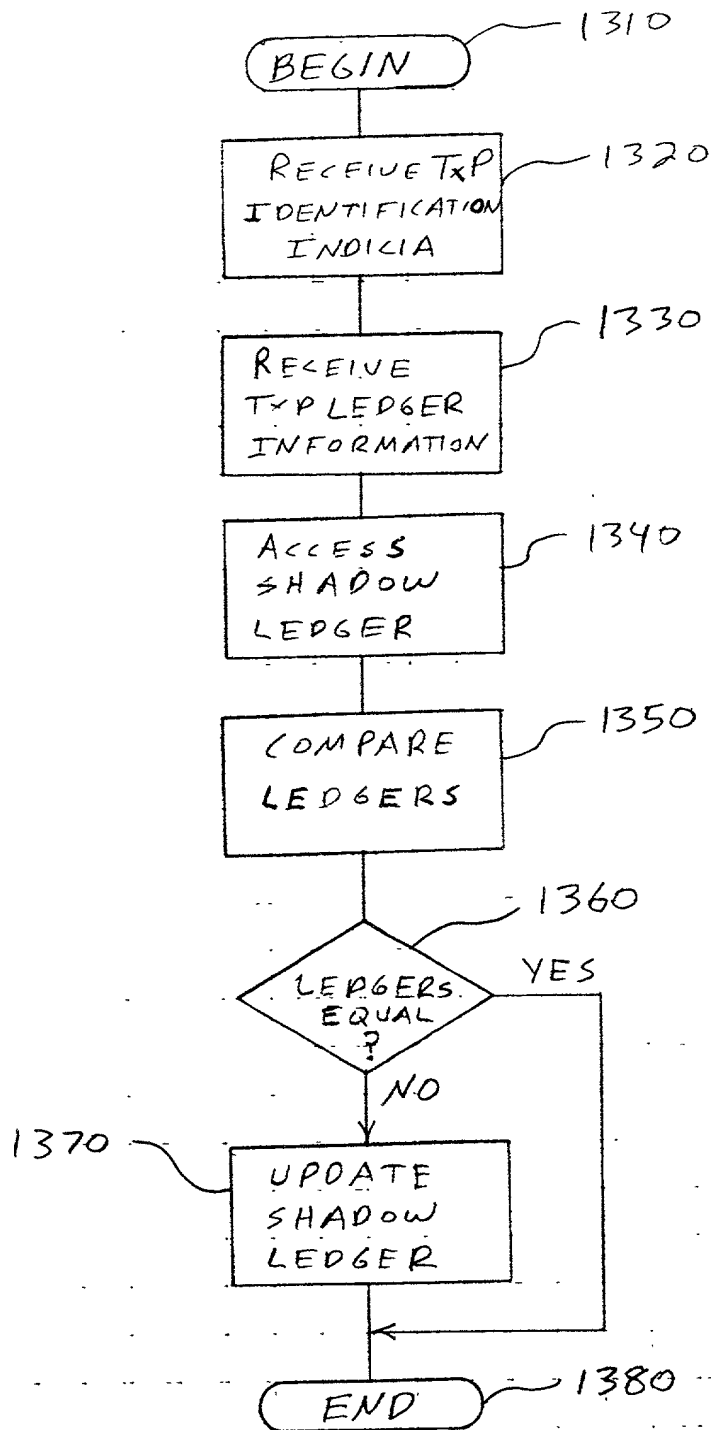 1310
BEGIN
1320
RECEIVE TxP
IDENTIFICATION
INDICIA
1330
RECEIVE
TxP LEDGER
INFORMATION
1340
ACCESS
SHADOW
LEDGER
1350
COMPARE
LEDGERS
1360
LEDGERS
EQUAL
?
YES
NO
1370
UPDATE
SHADOW
LEDGER
1380
END